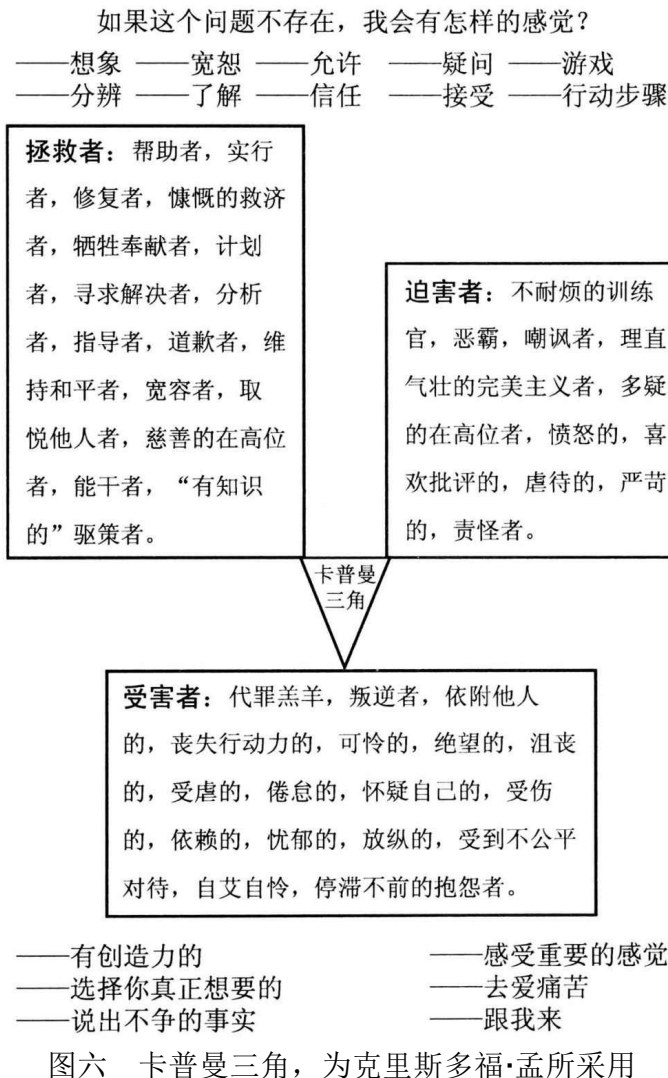 如果这个问题不存在，我会有怎样的感觉？
——想象 ——宽恕 ——允许 ——疑问 ——游戏
——分辨 ——了解 ——信任 ——接受 ——行动步骤
拯救者：帮助者，实行
者，修复者，慷慨的救济
者，牺牲奉献者，计划
者，寻求解决者，分析
者，指导者，道歉者，维
持和平者，宽容者，取
悦他人者，慈善的在高位
者，能干者，“有知识
的”驱策者。
迫害者：不耐烦的训练
官，恶霸，嘲讽者，理直
气壮的完美主义者，多疑
的在高位者，愤怒的，喜
欢批评的，虐待的，严苛
的，责怪者。
卡普曼
三角
受害者：代罪羔羊，叛逆者，依附他人
的，丧失行动力的，可怜的，绝望的，沮丧
的，受虐的，倦怠的，怀疑自己的，受伤
的，依赖的，忧郁的，放纵的，受到不公平
对待，自艾自怜，停滞不前的抱怨者。
——有创造力的 ——感受重要的感觉
——选择你真正想要的 ——去爱痛苦
——说出不争的事实 ——跟我来
图六 卡普曼三角，为克里斯多福·孟所采用